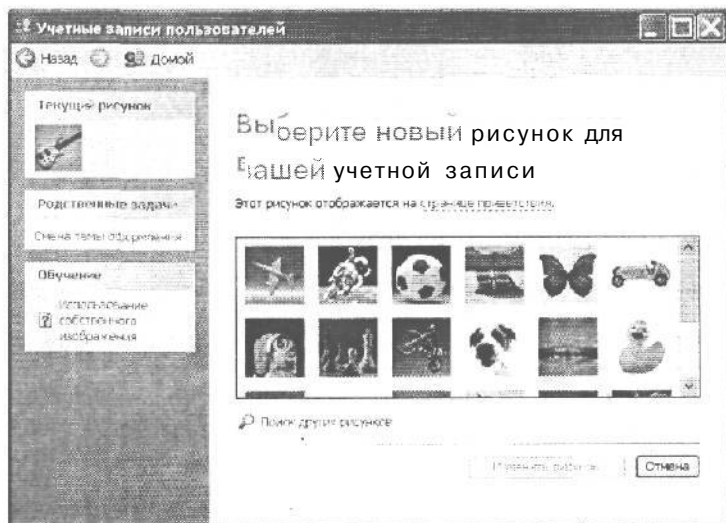 Учетные записи пользователей
Назад Домой
Текущий рисунок
Родственные задачи
Смена темы оформления
Обучение
Использование
собственного
изображения
Выберите новый рисунок для
Вашей учетной записи
Этот рисунок отображается на странице приветствия.
Поиск других рисунков
Изменить рисунок Отмена